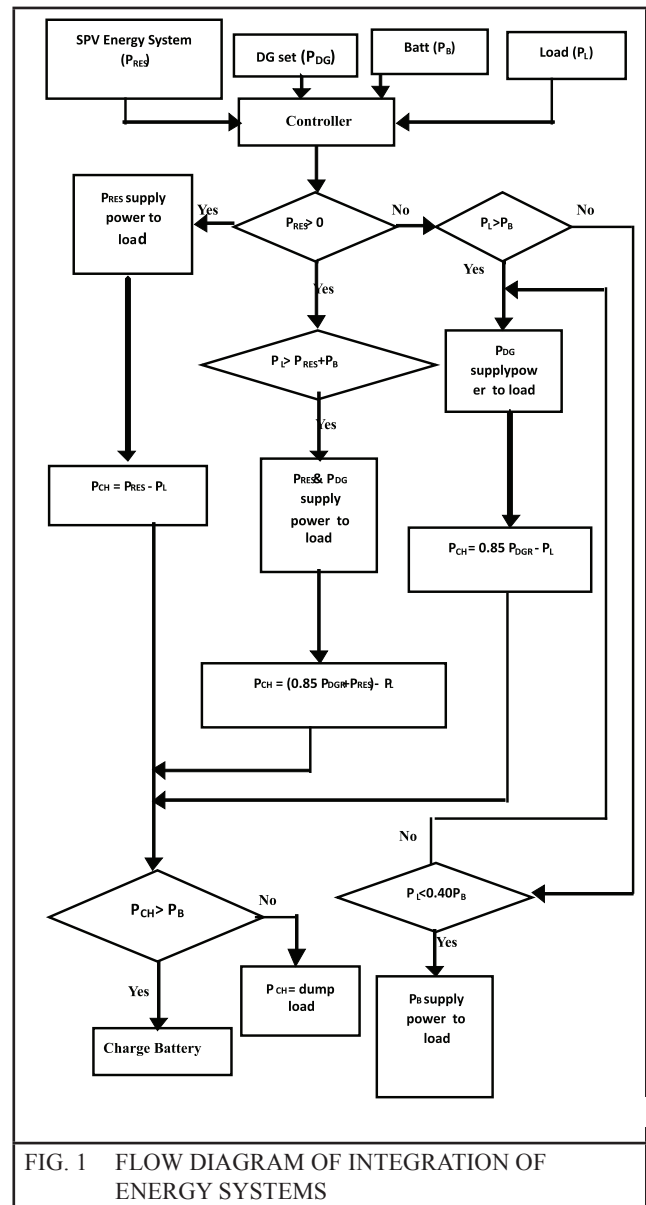 SPV Energy System
(PRES)
DG set (PDG)
Batt (PB)
Load (PL)
Controller
PRES supply
power to
load
Yes
PRES> 0
No
PL>PB
No
Yes
Yes
PL> PRES+PB
PDG
supplypow
er to load
Yes
PRES& PDG
supply
power to
load
PCH = PRES - PL
PCH = 0.85 PDGR - PL
PCH = (0.85 PDGR+PRES)- PL
No
PCH> PB
No
PL<0.40PB
Yes
Yes
PCH= dump
load
PB supply
power to
load
Charge Battery
FIG. 1 FLOW DIAGRAM OF INTEGRATION OF
ENERGY SYSTEMS